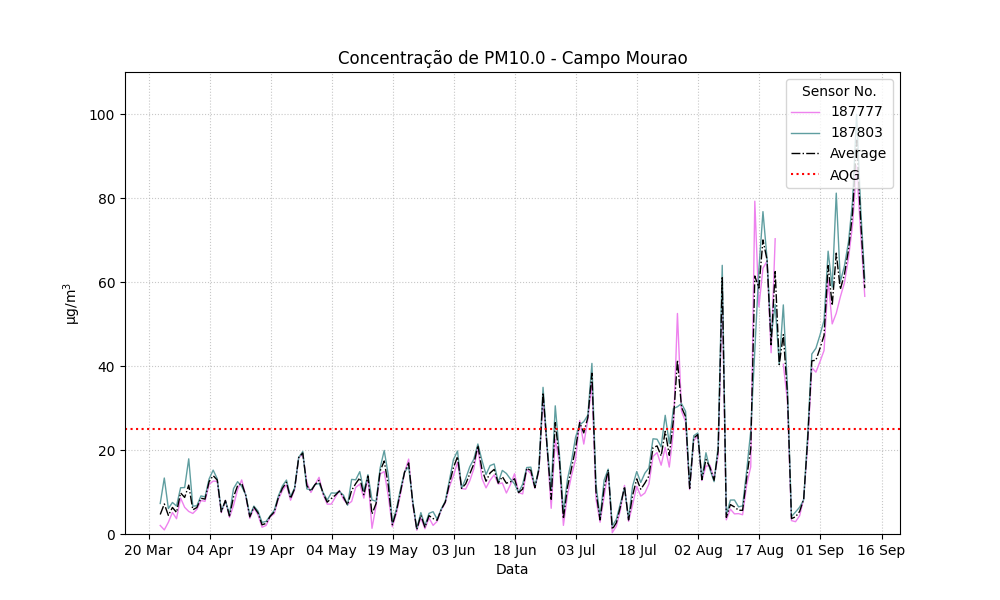 Concentração de PM10.0 - Campo Mourao
Sensor No.
187777
187803
Average
AQG
µg/m³
100
80
60
40
20
0
20 Mar 04 Apr 19 Apr 04 May 19 May 03 Jun 18 Jun 03 Jul 18 Jul 02 Aug 17 Aug 01 Sep 16 Sep
Data